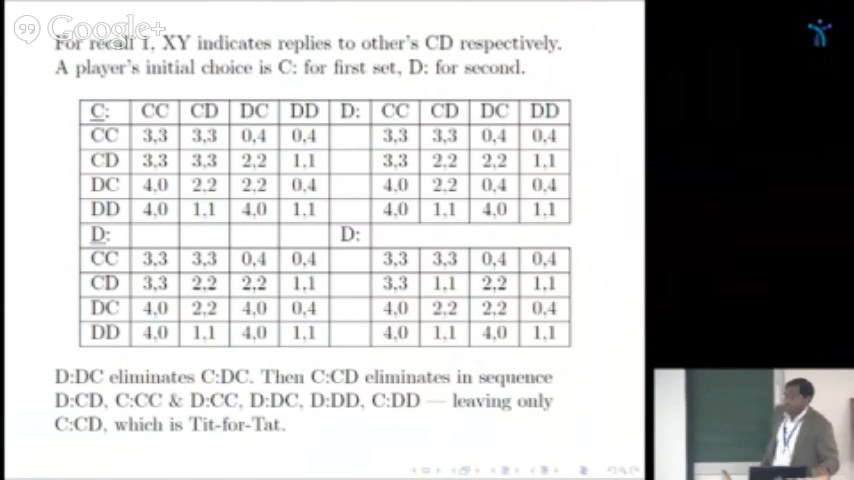 Google+
For recall 1, XY indicates replies to other's CD respectively.
A player's initial choice is C: for first set, D: for second.
C: CC CD DC DD D: CC CD DC DD
CC 3,3 3,3 0,4 0,4 3,3 3,3 0,4 0,4
CD 3,3 3,3 2,2 1,1 3,3 2,2 2,2 1,1
DC 4,0 2,2 2,2 0,4 4,0 2,2 0,4 0,4
DD 4,0 1,1 4,0 1,1 4,0 1,1 4,0 1,1
D: D:
CC 3,3 3,3 0,4 0,4 3,3 3,3 0,4 0,4
CD 3,3 2,2 2,2 1,1 3,3 1,1 2,2 1,1
DC 4,0 2,2 4,0 0,4 4,0 2,2 2,2 0,4
DD 4,0 1,1 4,0 1,1 4,0 1,1 4,0 1,1
D:DC eliminates C:DC. Then C:CD eliminates in sequence
D:CD, C:CC & D:CC, D:DC, D:DD, C:DD — leaving only
C:CD, which is Tit-for-Tat.